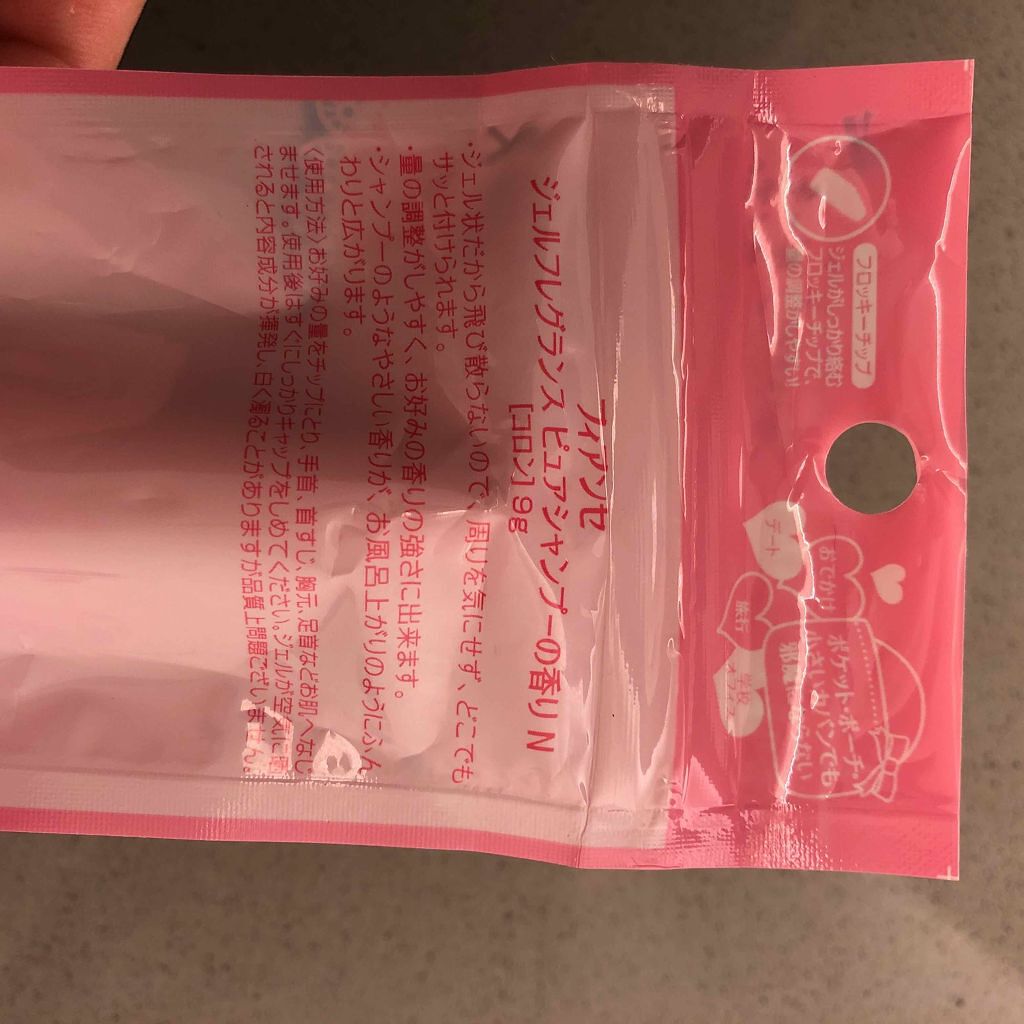 フロッキーチップ
ジェルがしっかり絡む
フロッキーチップで、
量の調整がしやすい!
デート
おでかけ
旅行
学校
オフィス
ポケット・ポーチ・
小さいカバンでも
フィアンセ
ジェルフレグランス ピュアシャンプーの香り N
[コロン] 9g
・ジェル状だから飛び散らないので、周りを気にせず、どこでも
サッと付けられます。
・量の調整がしやすく、お好みの香りの強さに出来ます。
・シャンプーのようなやさしい香りが、お風呂上がりのようにふん
わりと広がります。
〈使用方法〉お好みの量をチップにとり、手首、首すじ、胸元、足首などお肌へなじ
ませます。使用後はすぐにしっかりキャップをしめてください。ジェルが空気に曝
されると内容成分が揮発し、白く濁ることがありますが品質上問題ございません。